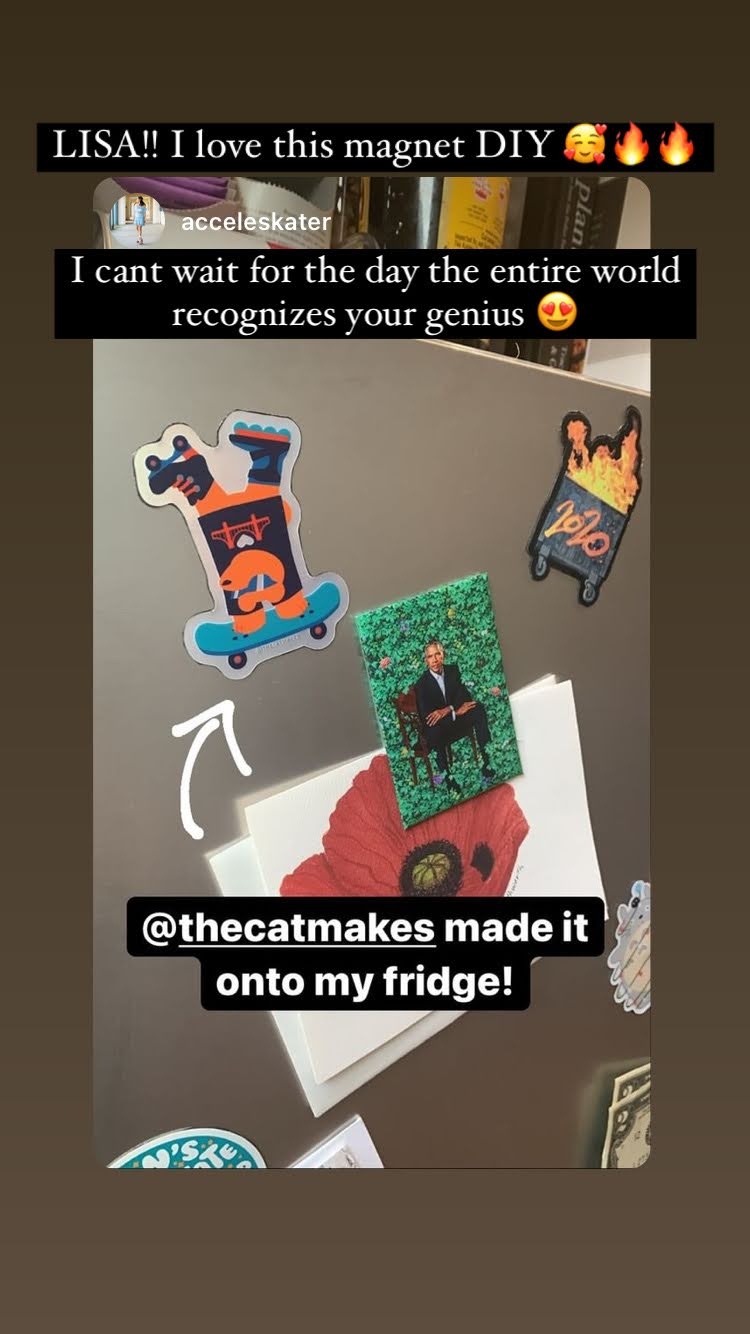 LISA!! I love this magnet DIY 🥰🔥🔥
acceleskater
plan
I cant wait for the day the entire world
recognizes your genius 😍
2020
@thecatmakes made it
onto my fridge!